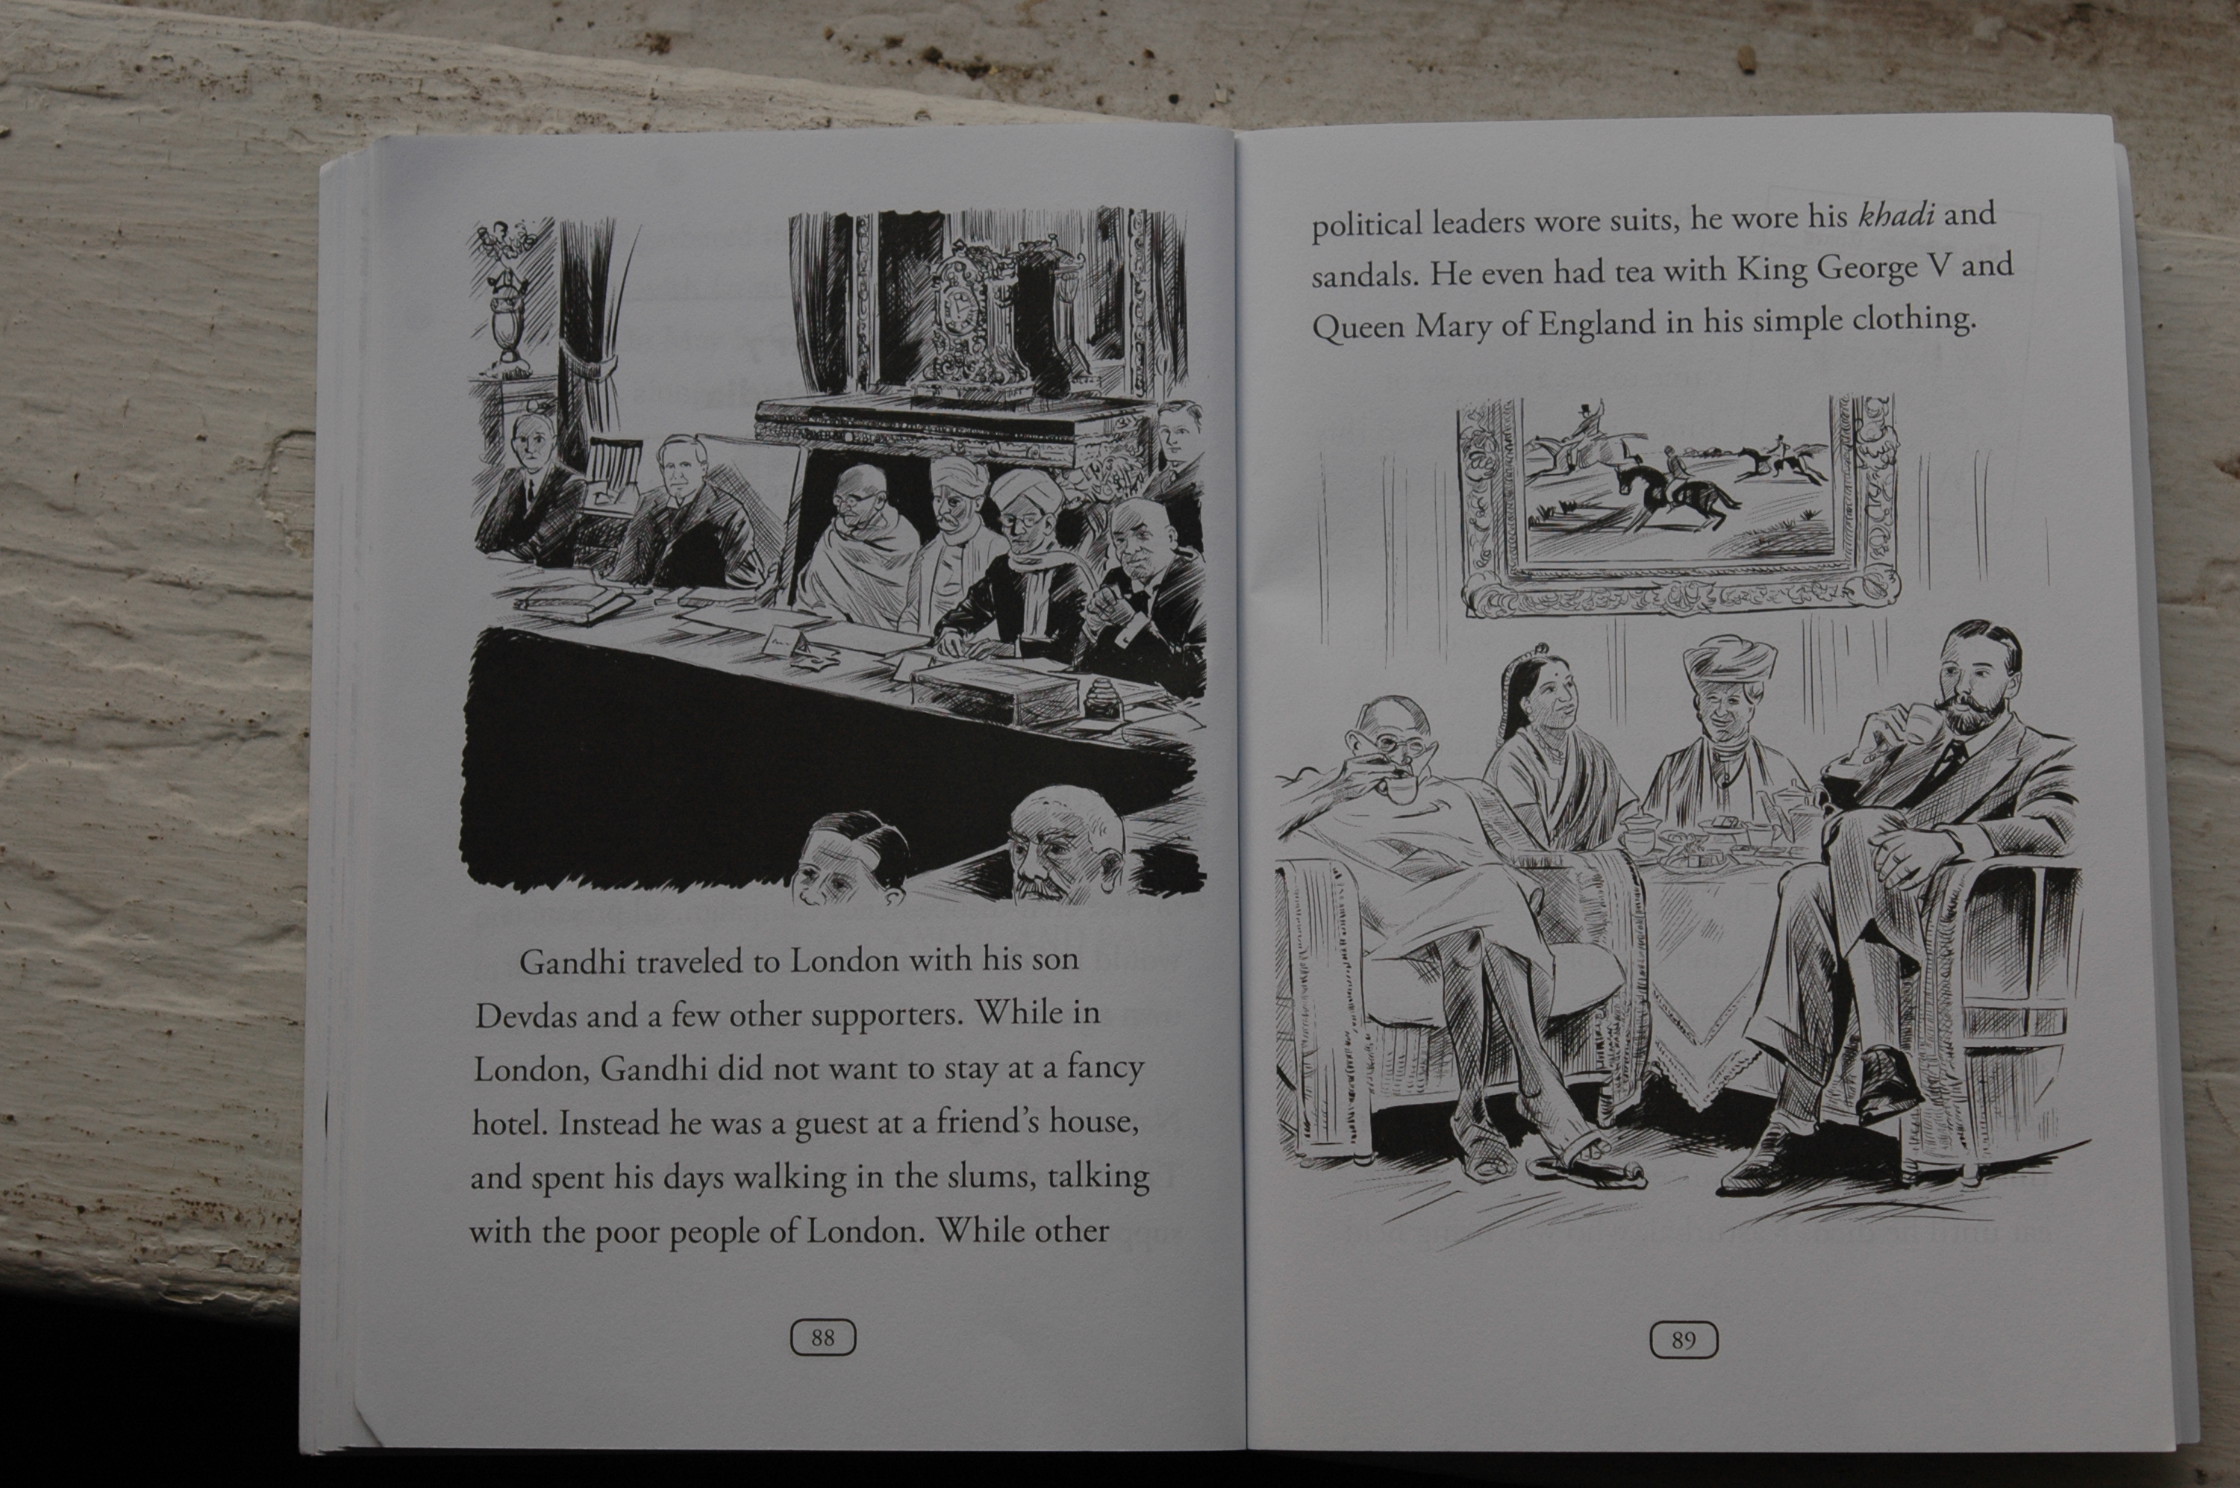 Gandhi traveled to London with his son
Devdas and a few other supporters. While in
London, Gandhi did not want to stay at a fancy
hotel. Instead he was a guest at a friend’s house,
and spent his days walking in the slums, talking
with the poor people of London. While other
88
political leaders wore suits, he wore his khadi and
sandals. He even had tea with King George V and
Queen Mary of England in his simple clothing.
89